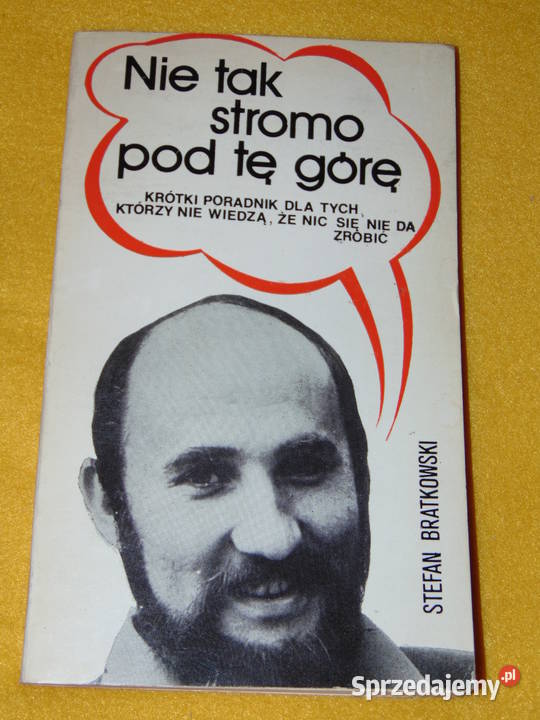 Nie tak
stromo
pod tę górę
KRÓTKI PORADNIK DLA TYCH,
KTÓRZY NIE WIEDZĄ, ŻE NIC SIĘ NIE DA
ZROBIĆ
STEFAN BRATKOWSKI
Sprzedajemy.pl